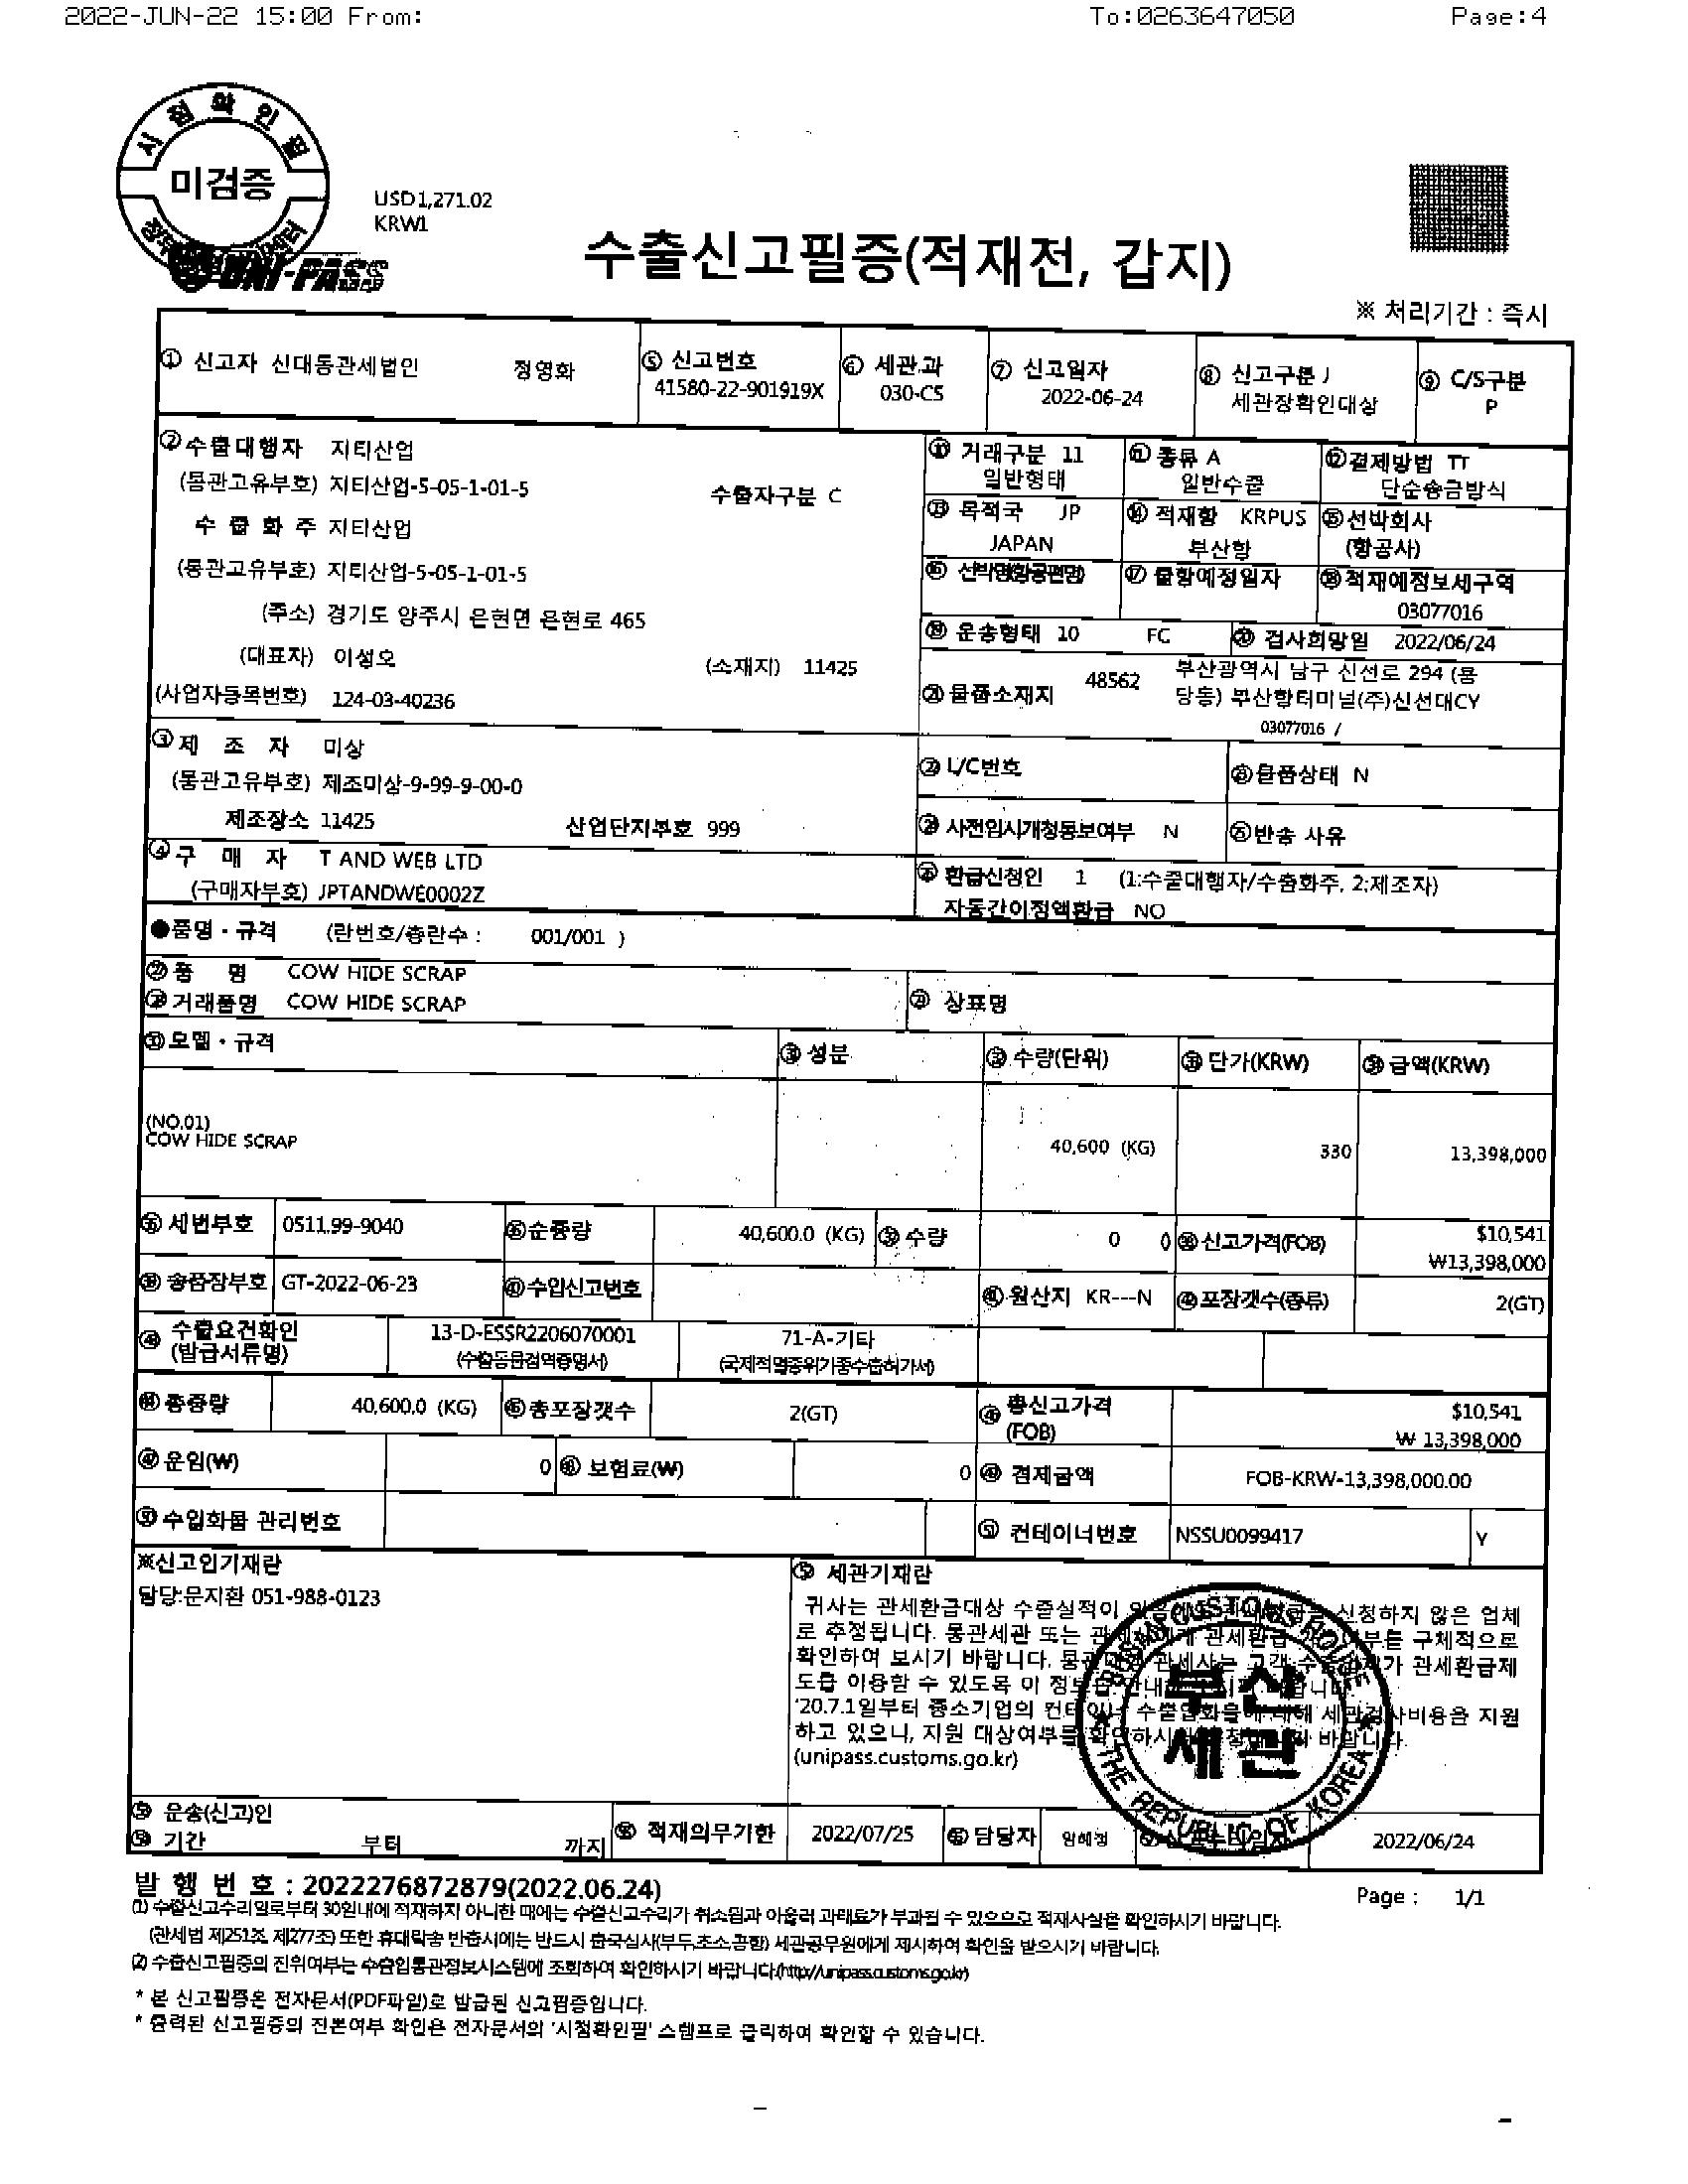 2022-JUN-22 15:00 From: To:0263647050 Page:4
시점확인필
미검증
UNI-PASS
USD1,271.02
KRW1
수출신고필증(적재전, 갑지)
※ 처리기간 : 즉시
① 신고자 신대동관세법인 정영화
⑤ 신고번호
41580-22-901919X
⑥ 세관.과
030-C5
⑦ 신고일자
2022-06-24
⑧ 신고구분 J
세관장확인대상
⑨ C/S구분
P
② 수출대행자 지티산업
(통관고유부호) 지티산업-5-05-1-01-5 수출자구분 C
수 출 화 주 지티산업
(통관고유부호) 지티산업-5-05-1-01-5
(주소) 경기도 양주시 은현면 은현로 465
(대표자) 이성오 (소재지) 11425
(사업자등록번호) 124-03-40236
⑩ 거래구분 11
일반형태
⑪ 종류 A
일반수출
⑫ 결제방법 TT
단순송금방식
⑬ 목적국 JP
JAPAN
⑭ 적재항 KRPUS
부산항
⑮ 선박회사
(항공사)
⑯ 선박명(항공편명)
⑰ 출항예정일자
⑱ 적재예정보세구역
03077016
⑲ 운송형태 10 FC
⑳ 검사희망일 2022/06/24
㉑ 물품소재지 48562 부산광역시 남구 신선로 294 (용
당동) 부산항터미널(주)신선대CY
03077016 /
③ 제 조 자 미상
(통관고유부호) 제조미상-9-99-9-00-0
제조장소 11425 산업단지부호 999
㉒ L/C번호
㉓ 물품상태 N
㉔ 사전임시개청통보여부 N
㉕ 반송 사유
④ 구 매 자 T AND WEB LTD
(구매자부호) JPTANDWE0002Z
㉖ 환급신청인 1 (1:수출대행자/수출화주, 2:제조자)
자동간이정액환급 NO
●품명ㆍ규격 (란번호/총란수 : 001/001 )
㉗ 품 명 COW HIDE SCRAP
㉘ 거래품명 COW HIDE SCRAP
㉙ 상표명
㉚ 모델ㆍ규격
㉛ 성분
㉜ 수량(단위)
㉝ 단가(KRW)
㉞ 금액(KRW)
(NO.01)
COW HIDE SCRAP
40,600 (KG) 330 13,398,000
㉟ 세번부호 0511.99-9040
㊱ 순중량 40,600.0 (KG)
㊲ 수량 0 0
㊳ 신고가격(FOB) $10,541
₩13,398,000
㊴ 송품장부호 GT-2022-06-23
㊵ 수입신고번호
㊶ 원산지 KR---N
㊷ 포장갯수(종류) 2(GT)
㊸ 수출요건확인
(발급서류명)
13-D-ESSR2206070001
(수출동물검역증명서)
71-A-기타
(국제적멸종위기종수출허가서)
㊹ 총중량 40,600.0 (KG)
㊺ 총포장갯수 2(GT)
㊻ 총신고가격
(FOB)
$10,541
₩ 13,398,000
㊼ 운임(₩) 0
㊽ 보험료(₩) 0
㊾ 결제금액 FOB-KRW-13,398,000.00
㊿ 수입화물 관리번호
컨테이너번호 NSSU0099417 Y
※신고인기재란
담당:문지환 051-988-0123
세관기재란
귀사는 관세환급대상 수출실적이 신청하지 않은 업체
로 추정됩니다. 통관세관 또는 관세환급 구체적으로
확인하여 보시기 바랍니다. 관세사는 고객 관세환급제
도를 이용할 수 있도록 이 정보를
'20.7.1일부터 중소기업의 수출입화물에 대해 세관검사비용을 지원
하고 있으니, 지원 대상여부를 바랍니다.
(unipass.customs.go.kr)
BUSAN CUSTOMS HOUSE
부산
세관
THE REPUBLIC OF KOREA
운송(신고)인
기간 부터 까지
적재의무기한 2022/07/25
담당자
2022/06/24
발 행 번 호 : 2022276872879(2022.06.24)
Page : 1/1
(1) 수출신고수리일로부터 30일내에 적재하지 아니한 때에는 수출신고수리가 취소됨과 아울러 과태료가 부과될 수 있으므로 적재사실을 확인하시기 바랍니다.
(관세법 제251조, 제277조) 또한 휴대탁송 반출시에는 반드시 출국심사(부두,초소,공항) 세관공무원에게 제시하여 확인을 받으시기 바랍니다.
(2) 수출신고필증의 진위여부는 수출입통관정보시스템에 조회하여 확인하시기 바랍니다.(http://unipass.customs.go.kr)
* 본 신고필증은 전자문서(PDF파일)로 발급된 신고필증입니다.
* 출력된 신고필증의 진본여부 확인은 전자문서의 '시점확인필' 스탬프로 클릭하여 확인할 수 있습니다.